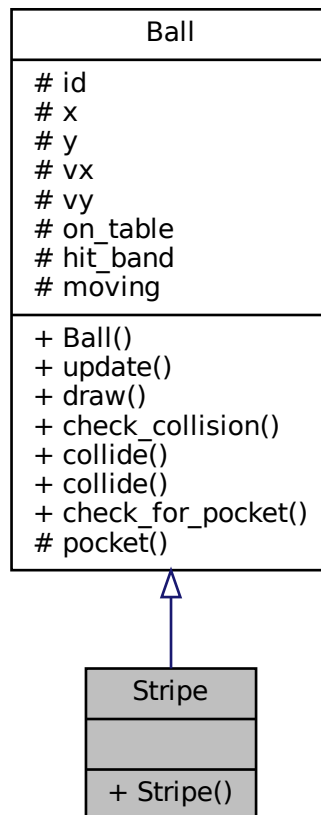 Ball
# id
# x
# y
# vx
# vy
# on_table
# hit_band
# moving
+ Ball()
+ update()
+ draw()
+ check_collision()
+ collide()
+ collide()
+ check_for_pocket()
# pocket()
Stripe
+ Stripe()